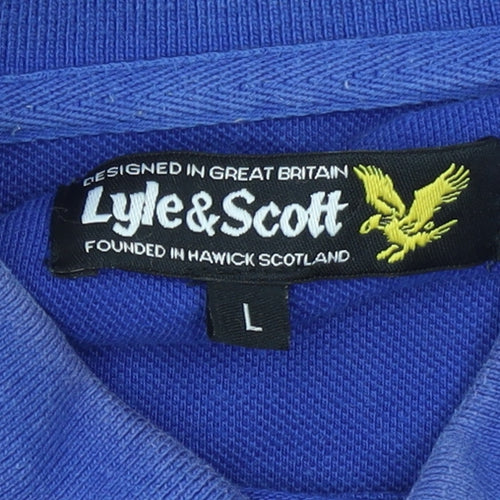 DESIGNED IN GREAT BRITAIN
Lyle & Scott
FOUNDED IN HAWICK SCOTLAND
L